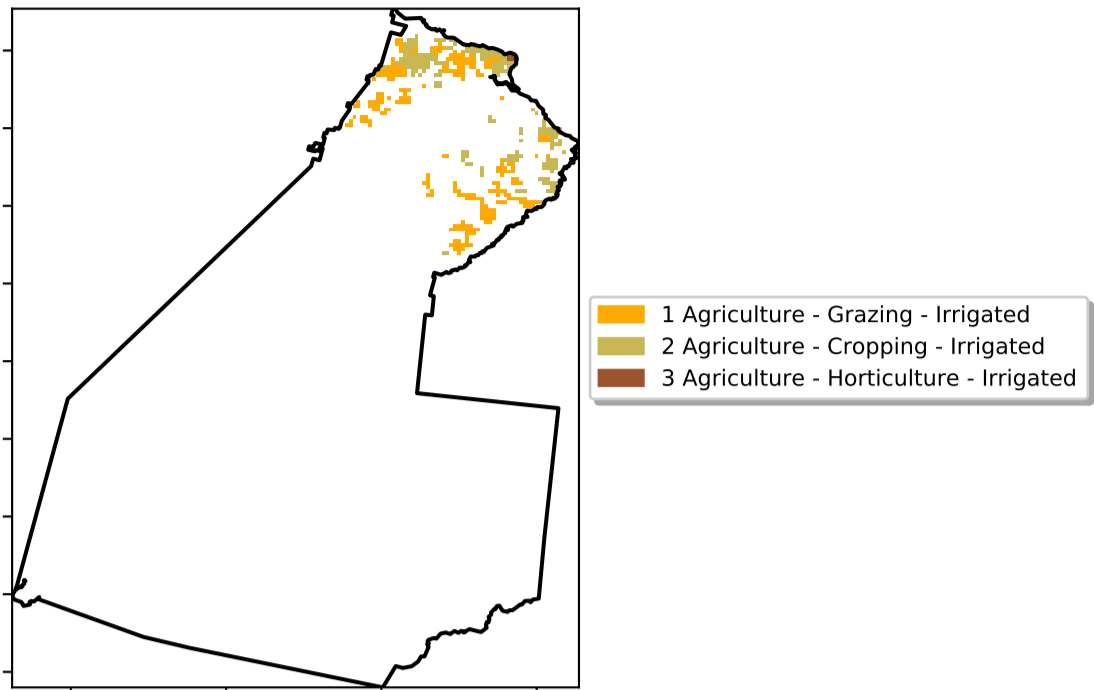 1 Agriculture - Grazing - Irrigated
2 Agriculture - Cropping - Irrigated
3 Agriculture - Horticulture - Irrigated